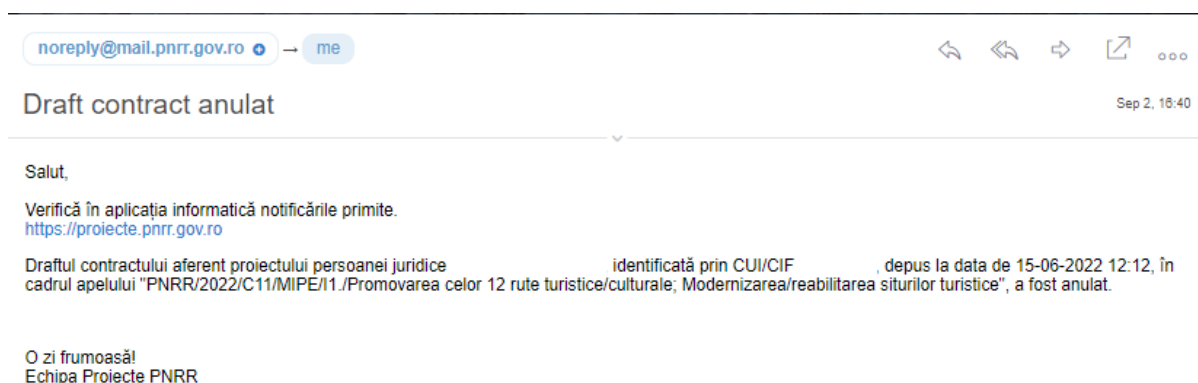 noreply@mail.pnrr.gov.ro → me
Draft contract anulat
Sep 2, 16:40
Salut,
Verifică în aplicația informatică notificările primite.
https://proiecte.pnrr.gov.ro
Draftul contractului aferent proiectului persoanei juridice identificată prin CUI/CIF , depus la data de 15-06-2022 12:12, în
cadrul apelului "PNRR/2022/C11/MIPE/I1./Promovarea celor 12 rute turistice/culturale; Modernizarea/reabilitarea siturilor turistice", a fost anulat.
O zi frumoasă!
Echipa Proiecte PNRR